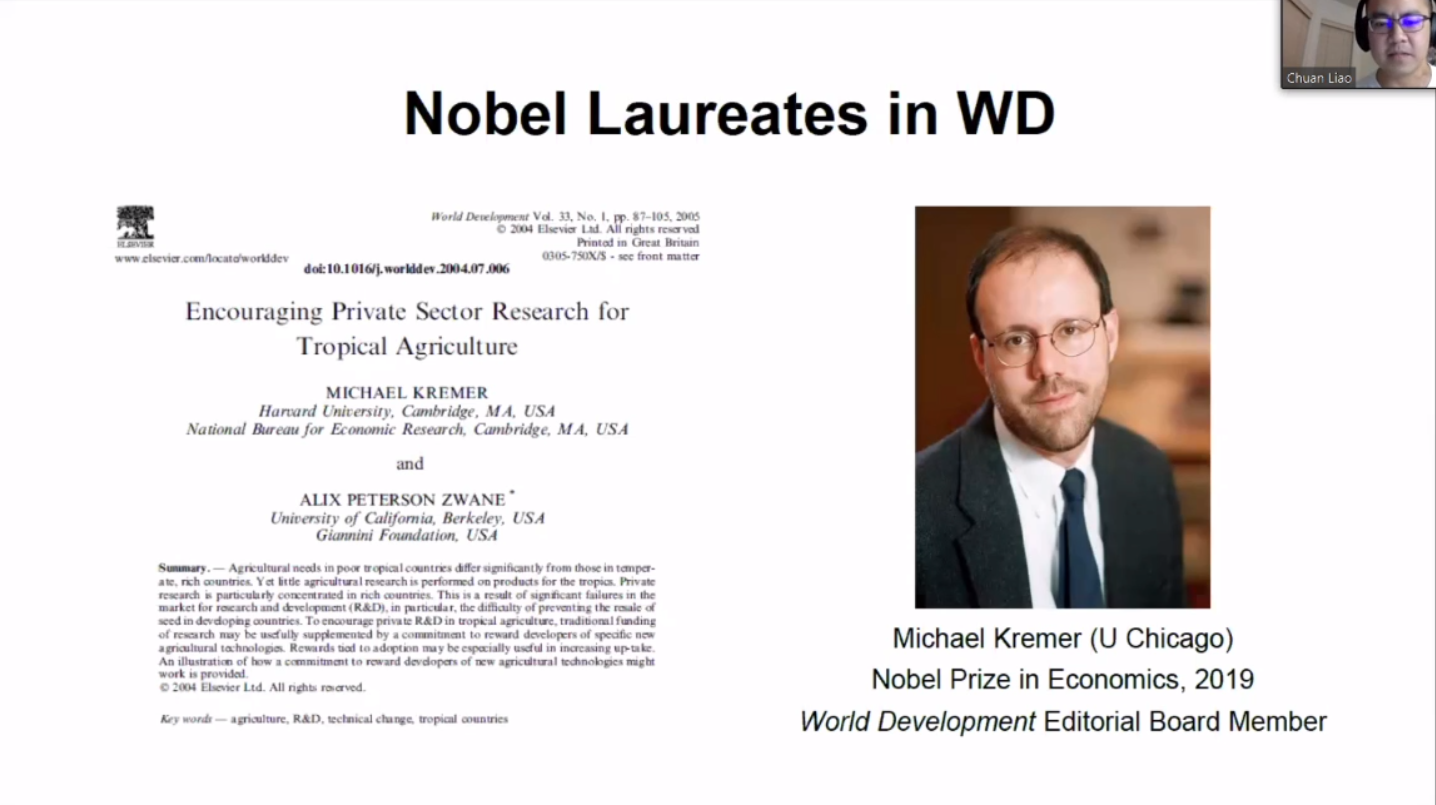 Chuan Liao
Nobel Laureates in WD
ELSEVIER
www.elsevier.com/locate/worlddev
World Development Vol. 33, No. 1, pp. 87–105, 2005
© 2004 Elsevier Ltd. All rights reserved
Printed in Great Britain
0305-750X/$ - see front matter
doi:10.1016/j.worlddev.2004.07.006
Encouraging Private Sector Research for
Tropical Agriculture
MICHAEL KREMER
Harvard University, Cambridge, MA, USA
National Bureau for Economic Research, Cambridge, MA, USA
and
ALIX PETERSON ZWANE *
University of California, Berkeley, USA
Giannini Foundation, USA
Summary. — Agricultural needs in poor tropical countries differ significantly from those in temper-
ate, rich countries. Yet little agricultural research is performed on products for the tropics. Private
research is particularly concentrated in rich countries. This is a result of significant failures in the
market for research and development (R&D), in particular, the difficulty of preventing the resale of
seed in developing countries. To encourage private R&D in tropical agriculture, traditional funding
of research may be usefully supplemented by a commitment to reward developers of specific new
agricultural technologies. Rewards tied to adoption may be especially useful in increasing up-take.
An illustration of how a commitment to reward developers of new agricultural technologies might
work is provided.
© 2004 Elsevier Ltd. All rights reserved.
Key words — agriculture, R&D, technical change, tropical countries
Michael Kremer (U Chicago)
Nobel Prize in Economics, 2019
World Development Editorial Board Member